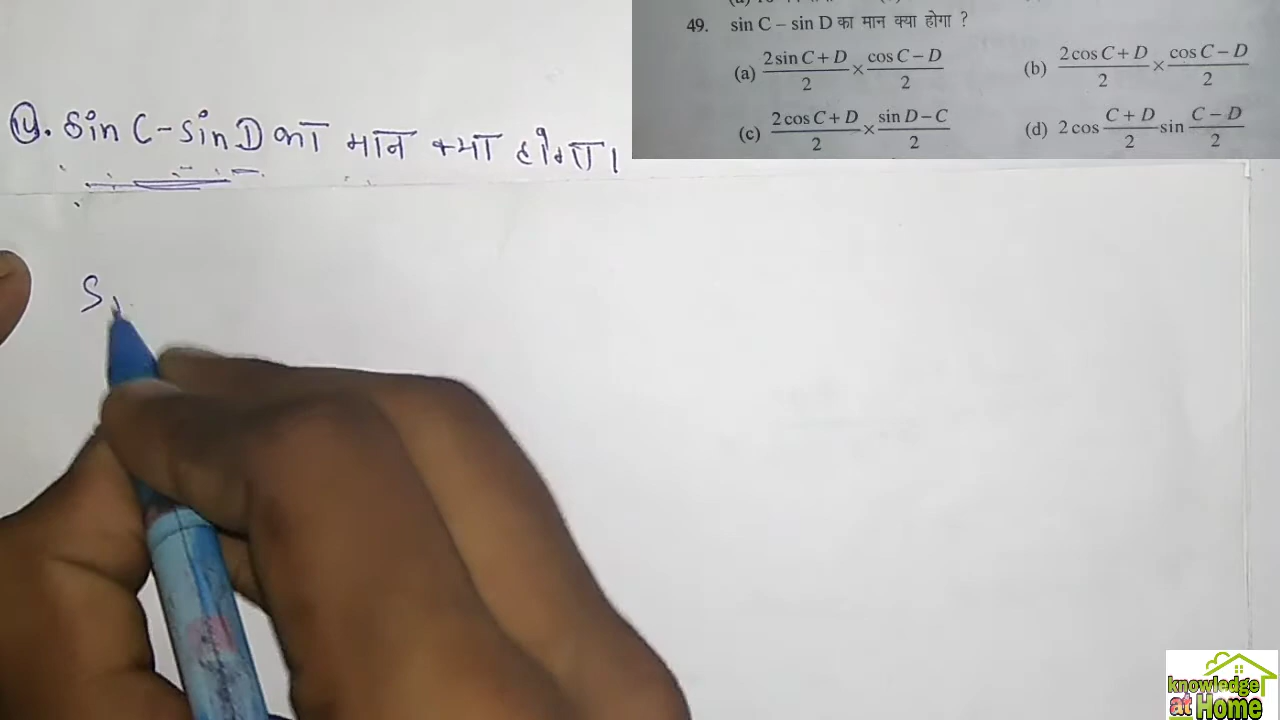 49. sin C – sin D का मान क्या होगा ?
(a) 2 sin C + D / 2 × cos C – D / 2 (b) 2 cos C + D / 2 × cos C – D / 2
(c) 2 cos C + D / 2 × sin D – C / 2 (d) 2 cos C + D / 2 sin C – D / 2
Q. sin C - sin D का मान क्या होगा।
S
knowledge
at Home